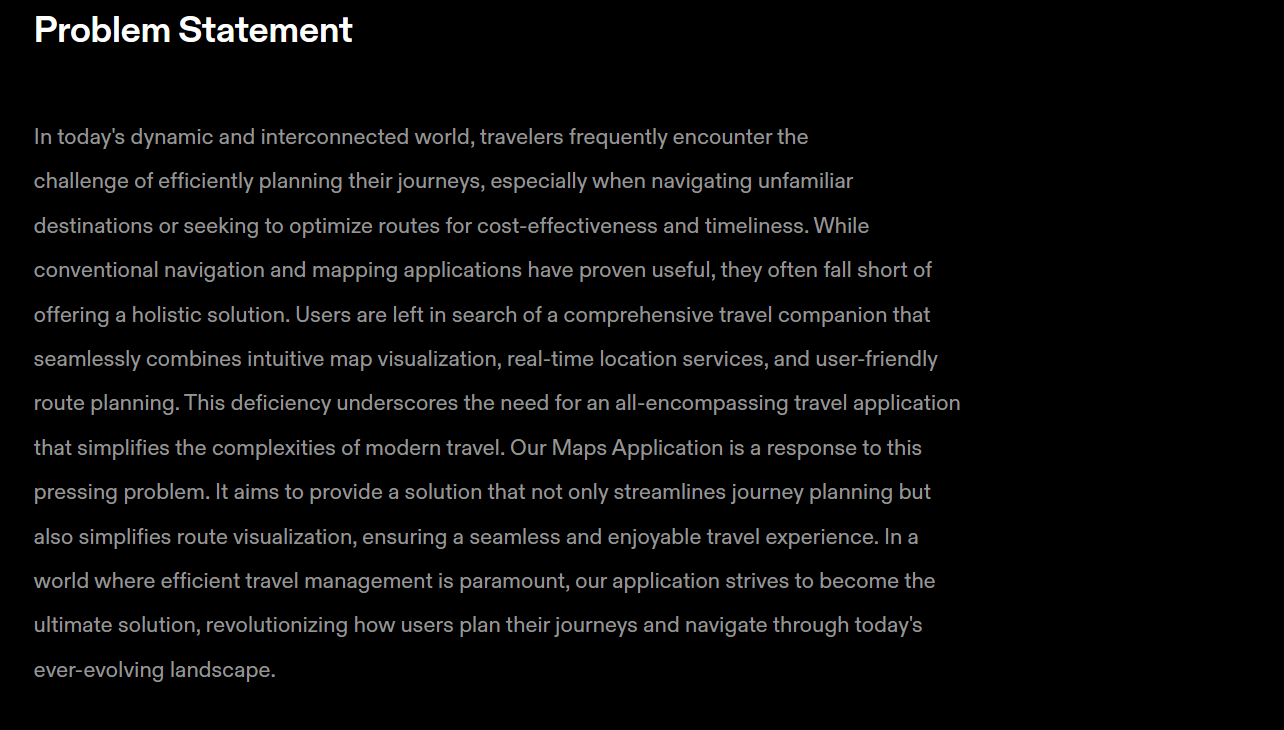 Problem Statement
In today's dynamic and interconnected world, travelers frequently encounter the
challenge of efficiently planning their journeys, especially when navigating unfamiliar
destinations or seeking to optimize routes for cost-effectiveness and timeliness. While
conventional navigation and mapping applications have proven useful, they often fall short of
offering a holistic solution. Users are left in search of a comprehensive travel companion that
seamlessly combines intuitive map visualization, real-time location services, and user-friendly
route planning. This deficiency underscores the need for an all-encompassing travel application
that simplifies the complexities of modern travel. Our Maps Application is a response to this
pressing problem. It aims to provide a solution that not only streamlines journey planning but
also simplifies route visualization, ensuring a seamless and enjoyable travel experience. In a
world where efficient travel management is paramount, our application strives to become the
ultimate solution, revolutionizing how users plan their journeys and navigate through today's
ever-evolving landscape.